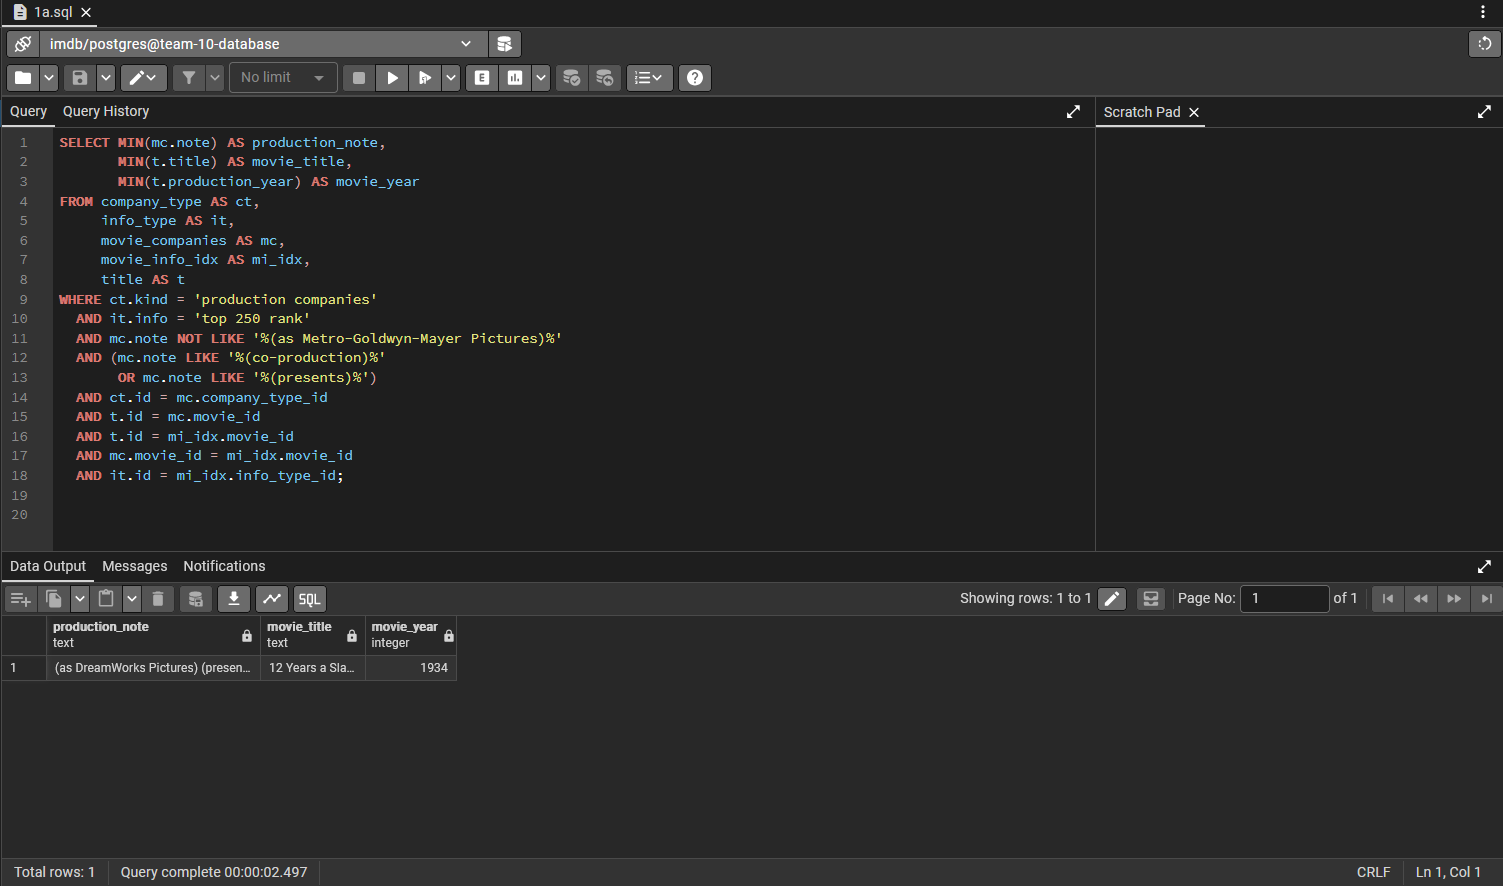 1a.sql
imdb/postgres@team-10-database
No limit
E
Query Query History
Scratch Pad
1 SELECT MIN(mc.note) AS production_note,
2 MIN(t.title) AS movie_title,
3 MIN(t.production_year) AS movie_year
4 FROM company_type AS ct,
5 info_type AS it,
6 movie_companies AS mc,
7 movie_info_idx AS mi_idx,
8 title AS t
9 WHERE ct.kind = 'production companies'
10 AND it.info = 'top 250 rank'
11 AND mc.note NOT LIKE '%(as Metro-Goldwyn-Mayer Pictures)%'
12 AND (mc.note LIKE '%(co-production)%'
13 OR mc.note LIKE '%(presents)%')
14 AND ct.id = mc.company_type_id
15 AND t.id = mc.movie_id
16 AND t.id = mi_idx.movie_id
17 AND mc.movie_id = mi_idx.movie_id
18 AND it.id = mi_idx.info_type_id;
19
20
Data Output Messages Notifications
SQL
Showing rows: 1 to 1
Page No: 1 of 1
production_note movie_title movie_year
text text integer
1 (as DreamWorks Pictures) (presen... 12 Years a Sla... 1934
Total rows: 1 Query complete 00:00:02.497 CRLF Ln 1, Col 1